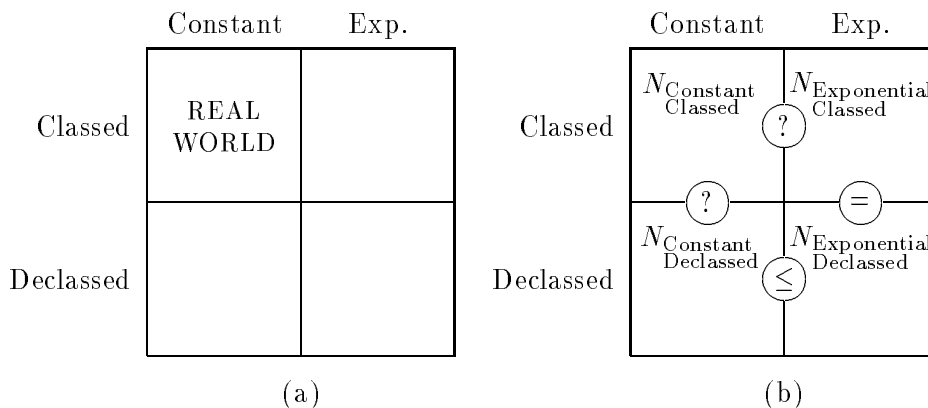 Constant Exp.
Classed
REAL
WORLD
Declassed
(a)
Constant Exp.
Classed
N Constant Classed
N Exponential Classed
?
?
=
N Constant Declassed
N Exponential Declassed
Declassed
≤
(b)